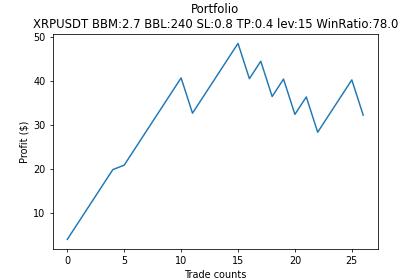 Portfolio
XRPUSDT BBM:2.7 BBL:240 SL:0.8 TP:0.4 lev:15 WinRatio:78.0
50
40
30
20
10
Profit ($)
0 5 10 15 20 25
Trade counts